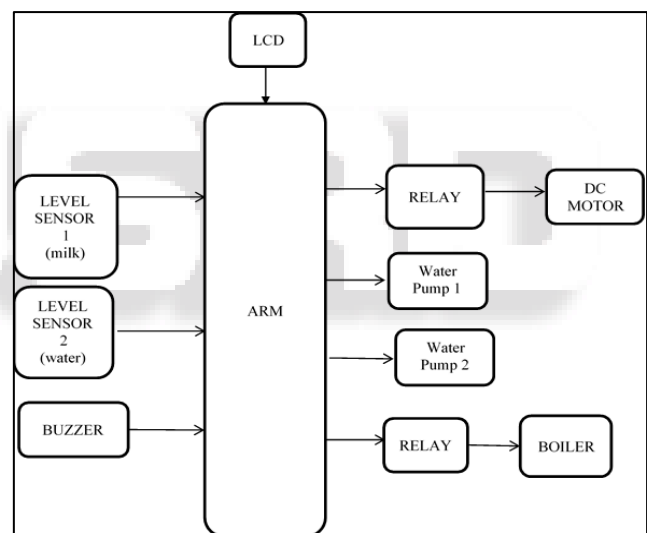 LCD
LEVEL
SENSOR
1
(milk)
LEVEL
SENSOR
2
(water)
BUZZER
ARM
RELAY
DC
MOTOR
Water
Pump 1
Water
Pump 2
RELAY
BOILER